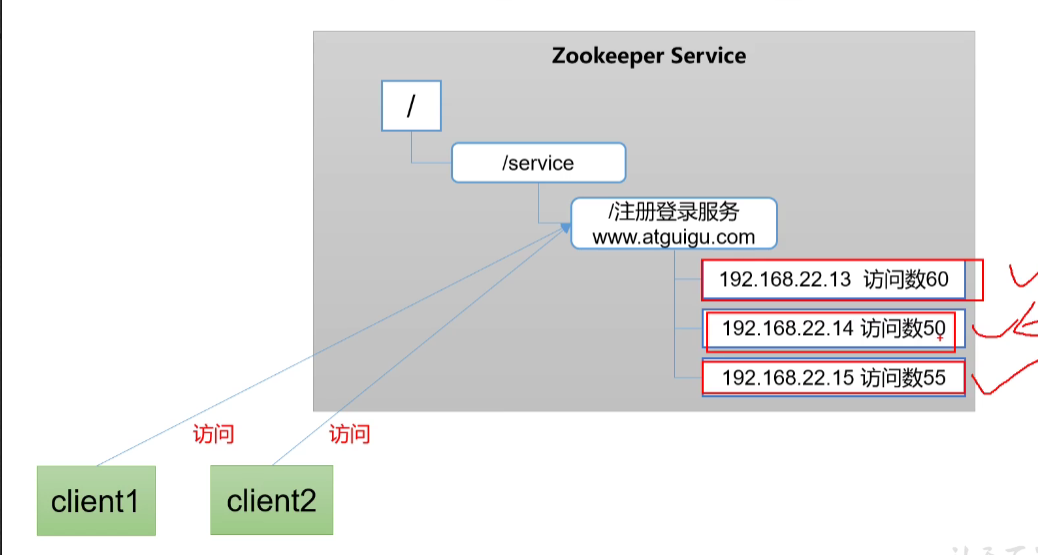 Zookeeper Service
/
/service
/注册登录服务
www.atguigu.com
192.168.22.13 访问数60
192.168.22.14 访问数50
192.168.22.15 访问数55
访问
访问
client1
client2